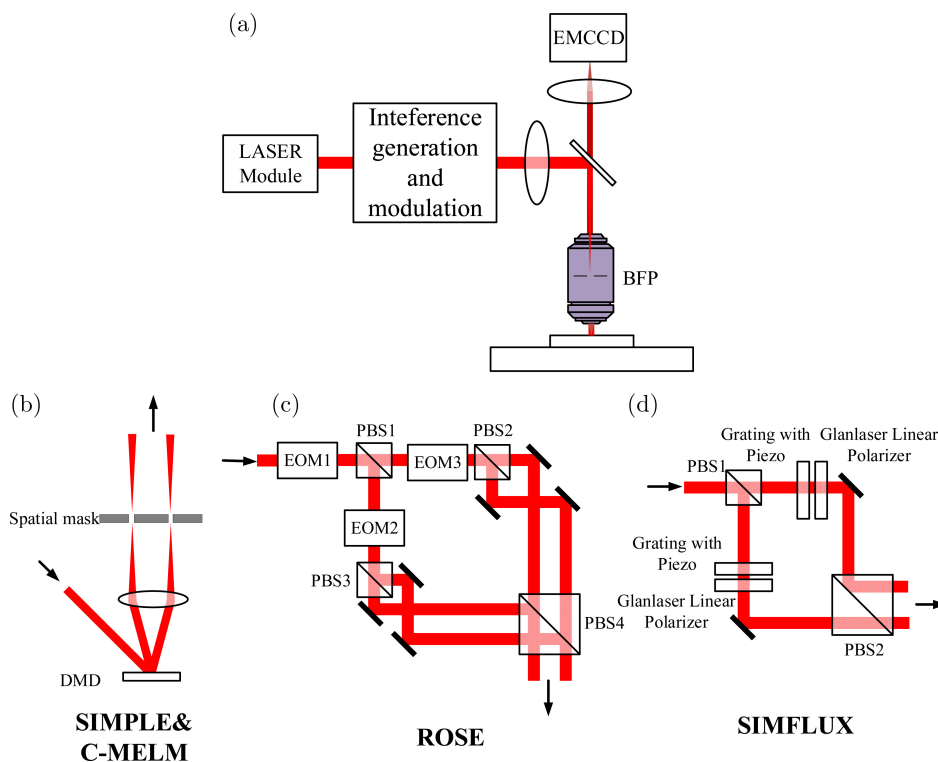 (a)
EMCCD
LASER
Module
Inteference
generation
and
modulation
BFP
(b)
Spatial mask
DMD
SIMPLE&
C-MELM
(c)
PBS1
PBS2
EOM1
EOM3
EOM2
PBS3
PBS4
ROSE
(d)
Grating with
Piezo
Glanlaser Linear
Polarizer
PBS1
Grating with
Piezo
Glanlaser Linear
Polarizer
PBS2
SIMFLUX